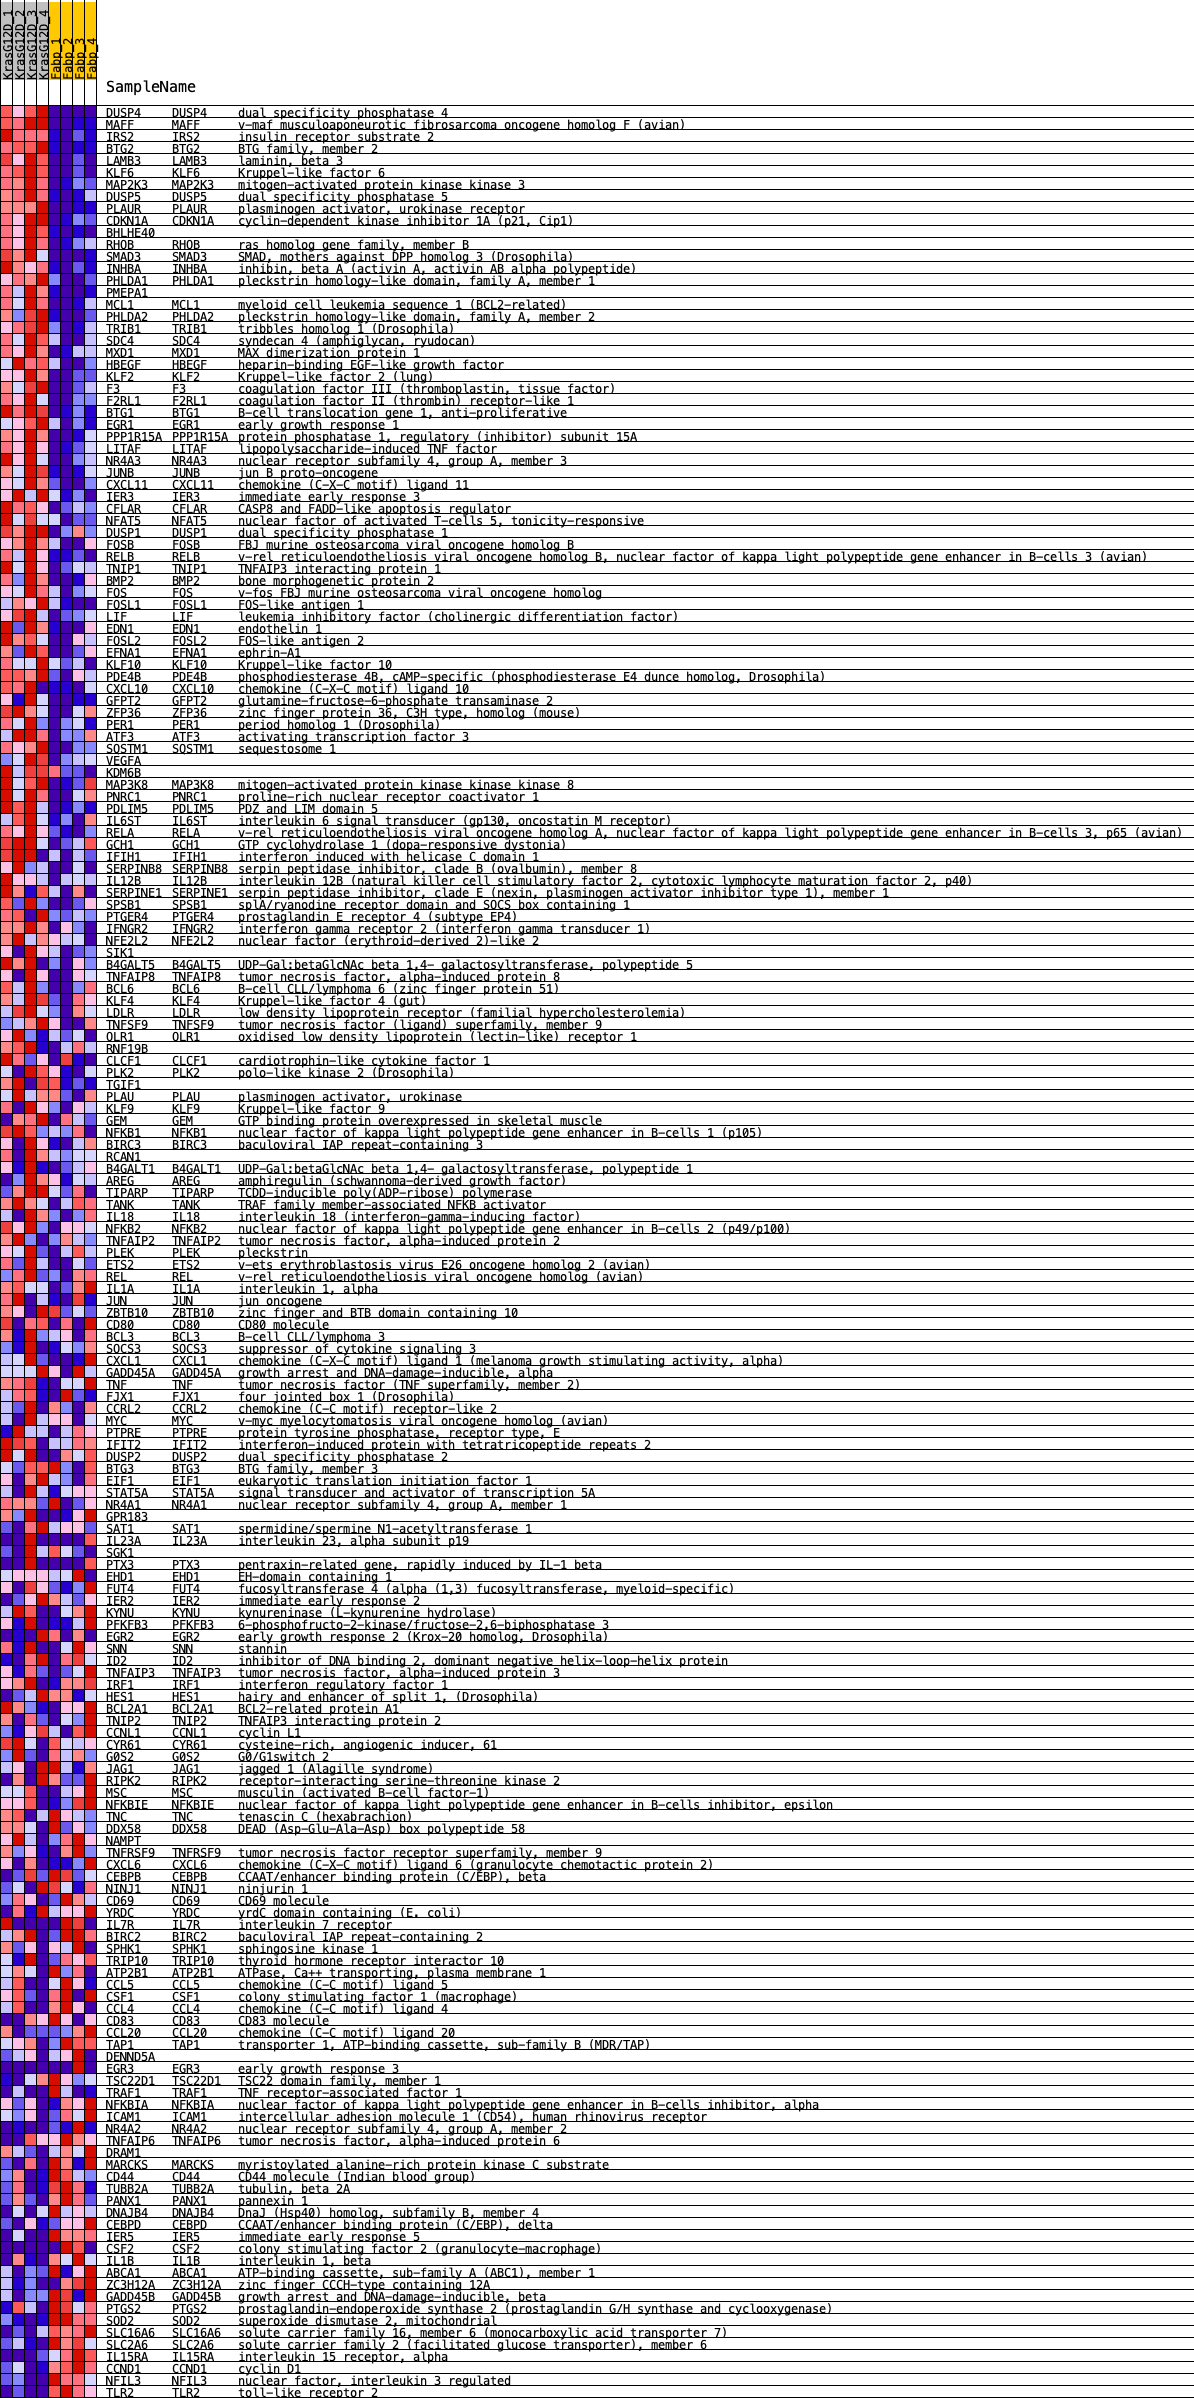 KrasG12D_1
KrasG12D_2
KrasG12D_3
KrasG12D_4
Fabp_1
Fabp_2
Fabp_3
Fabp_4
SampleName
DUSP4 DUSP4 dual specificity phosphatase 4
MAFF MAFF v-maf musculoaponeurotic fibrosarcoma oncogene homolog F (avian)
IRS2 IRS2 insulin receptor substrate 2
BTG2 BTG2 BTG family, member 2
LAMB3 LAMB3 laminin, beta 3
KLF6 KLF6 Kruppel-like factor 6
MAP2K3 MAP2K3 mitogen-activated protein kinase kinase 3
DUSP5 DUSP5 dual specificity phosphatase 5
PLAUR PLAUR plasminogen activator, urokinase receptor
CDKN1A CDKN1A cyclin-dependent kinase inhibitor 1A (p21, Cip1)
BHLHE40
RHOB RHOB ras homolog gene family, member B
SMAD3 SMAD3 SMAD, mothers against DPP homolog 3 (Drosophila)
INHBA INHBA inhibin, beta A (activin A, activin AB alpha polypeptide)
PHLDA1 PHLDA1 pleckstrin homology-like domain, family A, member 1
PMEPA1
MCL1 MCL1 myeloid cell leukemia sequence 1 (BCL2-related)
PHLDA2 PHLDA2 pleckstrin homology-like domain, family A, member 2
TRIB1 TRIB1 tribbles homolog 1 (Drosophila)
SDC4 SDC4 syndecan 4 (amphiglycan, ryudocan)
MXD1 MXD1 MAX dimerization protein 1
HBEGF HBEGF heparin-binding EGF-like growth factor
KLF2 KLF2 Kruppel-like factor 2 (lung)
F3 F3 coagulation factor III (thromboplastin, tissue factor)
F2RL1 F2RL1 coagulation factor II (thrombin) receptor-like 1
BTG1 BTG1 B-cell translocation gene 1, anti-proliferative
EGR1 EGR1 early growth response 1
PPP1R15A PPP1R15A protein phosphatase 1, regulatory (inhibitor) subunit 15A
LITAF LITAF lipopolysaccharide-induced TNF factor
NR4A3 NR4A3 nuclear receptor subfamily 4, group A, member 3
JUNB JUNB jun B proto-oncogene
CXCL11 CXCL11 chemokine (C-X-C motif) ligand 11
IER3 IER3 immediate early response 3
CFLAR CFLAR CASP8 and FADD-like apoptosis regulator
NFAT5 NFAT5 nuclear factor of activated T-cells 5, tonicity-responsive
DUSP1 DUSP1 dual specificity phosphatase 1
FOSB FOSB FBJ murine osteosarcoma viral oncogene homolog B
RELB RELB v-rel reticuloendotheliosis viral oncogene homolog B, nuclear factor of kappa light polypeptide gene enhancer in B-cells 3 (avian)
TNIP1 TNIP1 TNFAIP3 interacting protein 1
BMP2 BMP2 bone morphogenetic protein 2
FOS FOS v-fos FBJ murine osteosarcoma viral oncogene homolog
FOSL1 FOSL1 FOS-like antigen 1
LIF LIF leukemia inhibitory factor (cholinergic differentiation factor)
EDN1 EDN1 endothelin 1
FOSL2 FOSL2 FOS-like antigen 2
EFNA1 EFNA1 ephrin-A1
KLF10 KLF10 Kruppel-like factor 10
PDE4B PDE4B phosphodiesterase 4B, cAMP-specific (phosphodiesterase E4 dunce homolog, Drosophila)
CXCL10 CXCL10 chemokine (C-X-C motif) ligand 10
GFPT2 GFPT2 glutamine-fructose-6-phosphate transaminase 2
ZFP36 ZFP36 zinc finger protein 36, C3H type, homolog (mouse)
PER1 PER1 period homolog 1 (Drosophila)
ATF3 ATF3 activating transcription factor 3
SQSTM1 SQSTM1 sequestosome 1
VEGFA
KDM6B
MAP3K8 MAP3K8 mitogen-activated protein kinase kinase kinase 8
PNRC1 PNRC1 proline-rich nuclear receptor coactivator 1
PDLIM5 PDLIM5 PDZ and LIM domain 5
IL6ST IL6ST interleukin 6 signal transducer (gp130, oncostatin M receptor)
RELA RELA v-rel reticuloendotheliosis viral oncogene homolog A, nuclear factor of kappa light polypeptide gene enhancer in B-cells 3, p65 (avian)
GCH1 GCH1 GTP cyclohydrolase 1 (dopa-responsive dystonia)
IFIH1 IFIH1 interferon induced with helicase C domain 1
SERPINB8 SERPINB8 serpin peptidase inhibitor, clade B (ovalbumin), member 8
IL12B IL12B interleukin 12B (natural killer cell stimulatory factor 2, cytotoxic lymphocyte maturation factor 2, p40)
SERPINE1 SERPINE1 serpin peptidase inhibitor, clade E (nexin, plasminogen activator inhibitor type 1), member 1
SPSB1 SPSB1 splA/ryanodine receptor domain and SOCS box containing 1
PTGER4 PTGER4 prostaglandin E receptor 4 (subtype EP4)
IFNGR2 IFNGR2 interferon gamma receptor 2 (interferon gamma transducer 1)
NFE2L2 NFE2L2 nuclear factor (erythroid-derived 2)-like 2
SIK1
B4GALT5 B4GALT5 UDP-Gal:betaGlcNAc beta 1,4- galactosyltransferase, polypeptide 5
TNFAIP8 TNFAIP8 tumor necrosis factor, alpha-induced protein 8
BCL6 BCL6 B-cell CLL/lymphoma 6 (zinc finger protein 51)
KLF4 KLF4 Kruppel-like factor 4 (gut)
LDLR LDLR low density lipoprotein receptor (familial hypercholesterolemia)
TNFSF9 TNFSF9 tumor necrosis factor (ligand) superfamily, member 9
OLR1 OLR1 oxidised low density lipoprotein (lectin-like) receptor 1
RNF19B
CLCF1 CLCF1 cardiotrophin-like cytokine factor 1
PLK2 PLK2 polo-like kinase 2 (Drosophila)
TGIF1
PLAU PLAU plasminogen activator, urokinase
KLF9 KLF9 Kruppel-like factor 9
GEM GEM GTP binding protein overexpressed in skeletal muscle
NFKB1 NFKB1 nuclear factor of kappa light polypeptide gene enhancer in B-cells 1 (p105)
BIRC3 BIRC3 baculoviral IAP repeat-containing 3
RCAN1
B4GALT1 B4GALT1 UDP-Gal:betaGlcNAc beta 1,4- galactosyltransferase, polypeptide 1
AREG AREG amphiregulin (schwannoma-derived growth factor)
TIPARP TIPARP TCDD-inducible poly(ADP-ribose) polymerase
TANK TANK TRAF family member-associated NFKB activator
IL18 IL18 interleukin 18 (interferon-gamma-inducing factor)
NFKB2 NFKB2 nuclear factor of kappa light polypeptide gene enhancer in B-cells 2 (p49/p100)
TNFAIP2 TNFAIP2 tumor necrosis factor, alpha-induced protein 2
PLEK PLEK pleckstrin
ETS2 ETS2 v-ets erythroblastosis virus E26 oncogene homolog 2 (avian)
REL REL v-rel reticuloendotheliosis viral oncogene homolog (avian)
IL1A IL1A interleukin 1, alpha
JUN JUN jun oncogene
ZBTB10 ZBTB10 zinc finger and BTB domain containing 10
CD80 CD80 CD80 molecule
BCL3 BCL3 B-cell CLL/lymphoma 3
SOCS3 SOCS3 suppressor of cytokine signaling 3
CXCL1 CXCL1 chemokine (C-X-C motif) ligand 1 (melanoma growth stimulating activity, alpha)
GADD45A GADD45A growth arrest and DNA-damage-inducible, alpha
TNF TNF tumor necrosis factor (TNF superfamily, member 2)
FJX1 FJX1 four jointed box 1 (Drosophila)
CCRL2 CCRL2 chemokine (C-C motif) receptor-like 2
MYC MYC v-myc myelocytomatosis viral oncogene homolog (avian)
PTPRE PTPRE protein tyrosine phosphatase, receptor type, E
IFIT2 IFIT2 interferon-induced protein with tetratricopeptide repeats 2
DUSP2 DUSP2 dual specificity phosphatase 2
BTG3 BTG3 BTG family, member 3
EIF1 EIF1 eukaryotic translation initiation factor 1
STAT5A STAT5A signal transducer and activator of transcription 5A
NR4A1 NR4A1 nuclear receptor subfamily 4, group A, member 1
GPR183
SAT1 SAT1 spermidine/spermine N1-acetyltransferase 1
IL23A IL23A interleukin 23, alpha subunit p19
SGK1
PTX3 PTX3 pentraxin-related gene, rapidly induced by IL-1 beta
EHD1 EHD1 EH-domain containing 1
FUT4 FUT4 fucosyltransferase 4 (alpha (1,3) fucosyltransferase, myeloid-specific)
IER2 IER2 immediate early response 2
KYNU KYNU kynureninase (L-kynurenine hydrolase)
PFKFB3 PFKFB3 6-phosphofructo-2-kinase/fructose-2,6-biphosphatase 3
EGR2 EGR2 early growth response 2 (Krox-20 homolog, Drosophila)
SNN SNN stannin
ID2 ID2 inhibitor of DNA binding 2, dominant negative helix-loop-helix protein
TNFAIP3 TNFAIP3 tumor necrosis factor, alpha-induced protein 3
IRF1 IRF1 interferon regulatory factor 1
HES1 HES1 hairy and enhancer of split 1, (Drosophila)
BCL2A1 BCL2A1 BCL2-related protein A1
TNIP2 TNIP2 TNFAIP3 interacting protein 2
CCNL1 CCNL1 cyclin L1
CYR61 CYR61 cysteine-rich, angiogenic inducer, 61
G0S2 G0S2 G0/G1switch 2
JAG1 JAG1 jagged 1 (Alagille syndrome)
RIPK2 RIPK2 receptor-interacting serine-threonine kinase 2
MSC MSC musculin (activated B-cell factor-1)
NFKBIE NFKBIE nuclear factor of kappa light polypeptide gene enhancer in B-cells inhibitor, epsilon
TNC TNC tenascin C (hexabrachion)
DDX58 DDX58 DEAD (Asp-Glu-Ala-Asp) box polypeptide 58
NAMPT
TNFRSF9 TNFRSF9 tumor necrosis factor receptor superfamily, member 9
CXCL6 CXCL6 chemokine (C-X-C motif) ligand 6 (granulocyte chemotactic protein 2)
CEBPB CEBPB CCAAT/enhancer binding protein (C/EBP), beta
NINJ1 NINJ1 ninjurin 1
CD69 CD69 CD69 molecule
YRDC YRDC yrdC domain containing (E. coli)
IL7R IL7R interleukin 7 receptor
BIRC2 BIRC2 baculoviral IAP repeat-containing 2
SPHK1 SPHK1 sphingosine kinase 1
TRIP10 TRIP10 thyroid hormone receptor interactor 10
ATP2B1 ATP2B1 ATPase, Ca++ transporting, plasma membrane 1
CCL5 CCL5 chemokine (C-C motif) ligand 5
CSF1 CSF1 colony stimulating factor 1 (macrophage)
CCL4 CCL4 chemokine (C-C motif) ligand 4
CD83 CD83 CD83 molecule
CCL20 CCL20 chemokine (C-C motif) ligand 20
TAP1 TAP1 transporter 1, ATP-binding cassette, sub-family B (MDR/TAP)
DENND5A
EGR3 EGR3 early growth response 3
TSC22D1 TSC22D1 TSC22 domain family, member 1
TRAF1 TRAF1 TNF receptor-associated factor 1
NFKBIA NFKBIA nuclear factor of kappa light polypeptide gene enhancer in B-cells inhibitor, alpha
ICAM1 ICAM1 intercellular adhesion molecule 1 (CD54), human rhinovirus receptor
NR4A2 NR4A2 nuclear receptor subfamily 4, group A, member 2
TNFAIP6 TNFAIP6 tumor necrosis factor, alpha-induced protein 6
DRAM1
MARCKS MARCKS myristoylated alanine-rich protein kinase C substrate
CD44 CD44 CD44 molecule (Indian blood group)
TUBB2A TUBB2A tubulin, beta 2A
PANX1 PANX1 pannexin 1
DNAJB4 DNAJB4 DnaJ (Hsp40) homolog, subfamily B, member 4
CEBPD CEBPD CCAAT/enhancer binding protein (C/EBP), delta
IER5 IER5 immediate early response 5
CSF2 CSF2 colony stimulating factor 2 (granulocyte-macrophage)
IL1B IL1B interleukin 1, beta
ABCA1 ABCA1 ATP-binding cassette, sub-family A (ABC1), member 1
ZC3H12A ZC3H12A zinc finger CCCH-type containing 12A
GADD45B GADD45B growth arrest and DNA-damage-inducible, beta
PTGS2 PTGS2 prostaglandin-endoperoxide synthase 2 (prostaglandin G/H synthase and cyclooxygenase)
SOD2 SOD2 superoxide dismutase 2, mitochondrial
SLC16A6 SLC16A6 solute carrier family 16, member 6 (monocarboxylic acid transporter 7)
SLC2A6 SLC2A6 solute carrier family 2 (facilitated glucose transporter), member 6
IL15RA IL15RA interleukin 15 receptor, alpha
CCND1 CCND1 cyclin D1
NFIL3 NFIL3 nuclear factor, interleukin 3 regulated
TLR2 TLR2 toll-like receptor 2